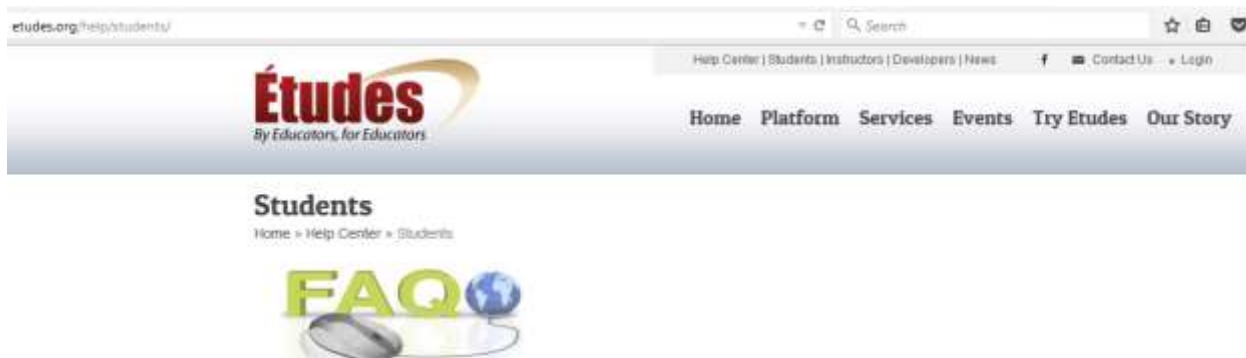 etudes.org/help/students/
Search
Help Center | Students | Instructors | Developers | News
Contact Us
Login
Études
By Educators, for Educators
Home Platform Services Events Try Etudes Our Story
Students
Home » Help Center » Students
FAQ